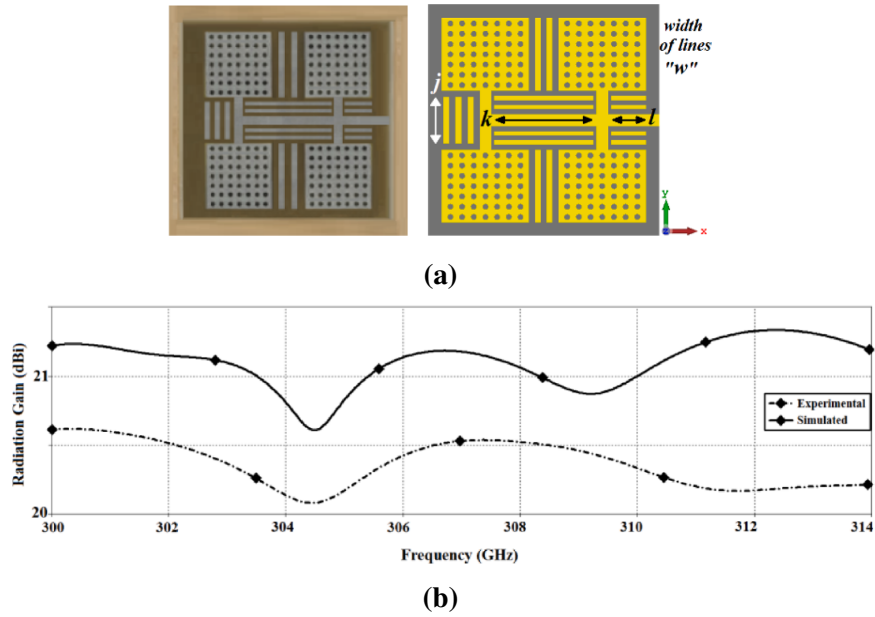 width
of lines
"w"
j
k
l
y
x
(a)
Radiation Gain (dBi)
21
20
Experimental
Simulated
300
302
304
306
308
310
312
314
Frequency (GHz)
(b)